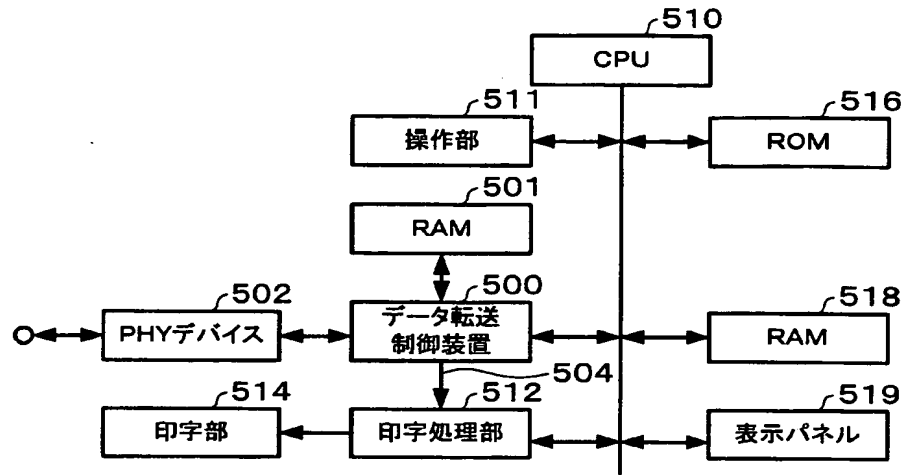 510
CPU
511
操作部
516
ROM
501
RAM
502
PHYデバイス
500
データ転送
制御装置
518
RAM
504
514
印字部
512
印字処理部
519
表示パネル